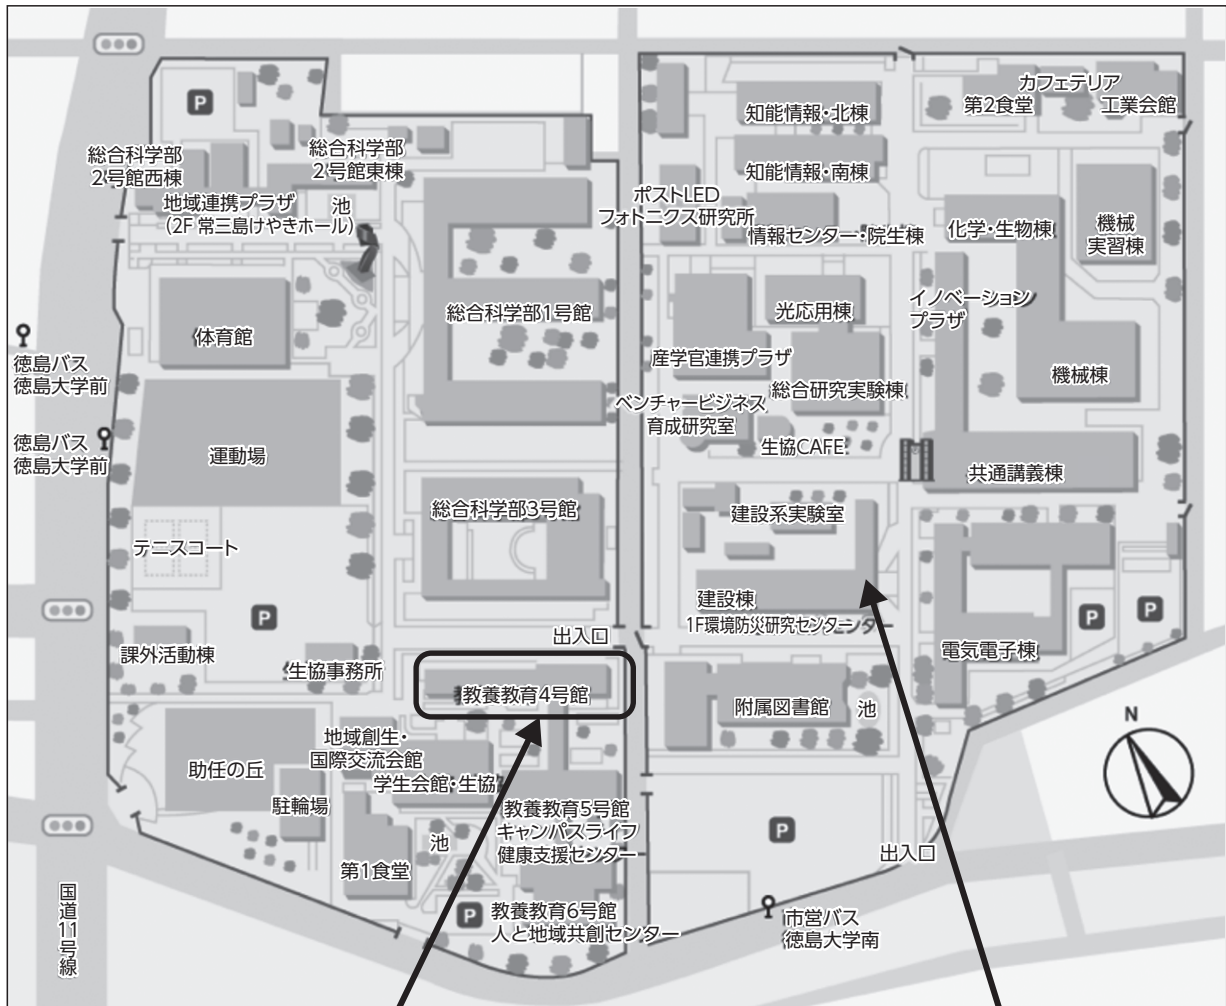 P
総合科学部
2号館西棟
総合科学部
2号館東棟
地域連携プラザ
(2F 常三島けやきホール)
池
体育館
総合科学部1号館
徳島バス
徳島大学前
徳島バス
徳島大学前
運動場
総合科学部3号館
テニスコート
P
課外活動棟
生協事務所
出入口
教養教育4号館
助任の丘
地域創生・
国際交流会館
学生会館・生協
駐輪場
第1食堂
池
教養教育5号館
キャンパスライフ
健康支援センター
P
教養教育6号館
人と地域共創センター
国道11号線
知能情報・北棟
知能情報・南棟
カフェテリア
第2食堂
工業会館
ポストLED
フォトニクス研究所
情報センター・院生棟
化学・生物棟
機械
実習棟
光応用棟
イノベーション
プラザ
産学官連携プラザ
総合研究実験棟
機械棟
ベンチャービジネス
育成研究室
生協CAFE
共通講義棟
建設系実験室
建設棟
1F環境防災研究センター
P
P
電気電子棟
附属図書館
池
N
P
出入口
市営バス
徳島大学南